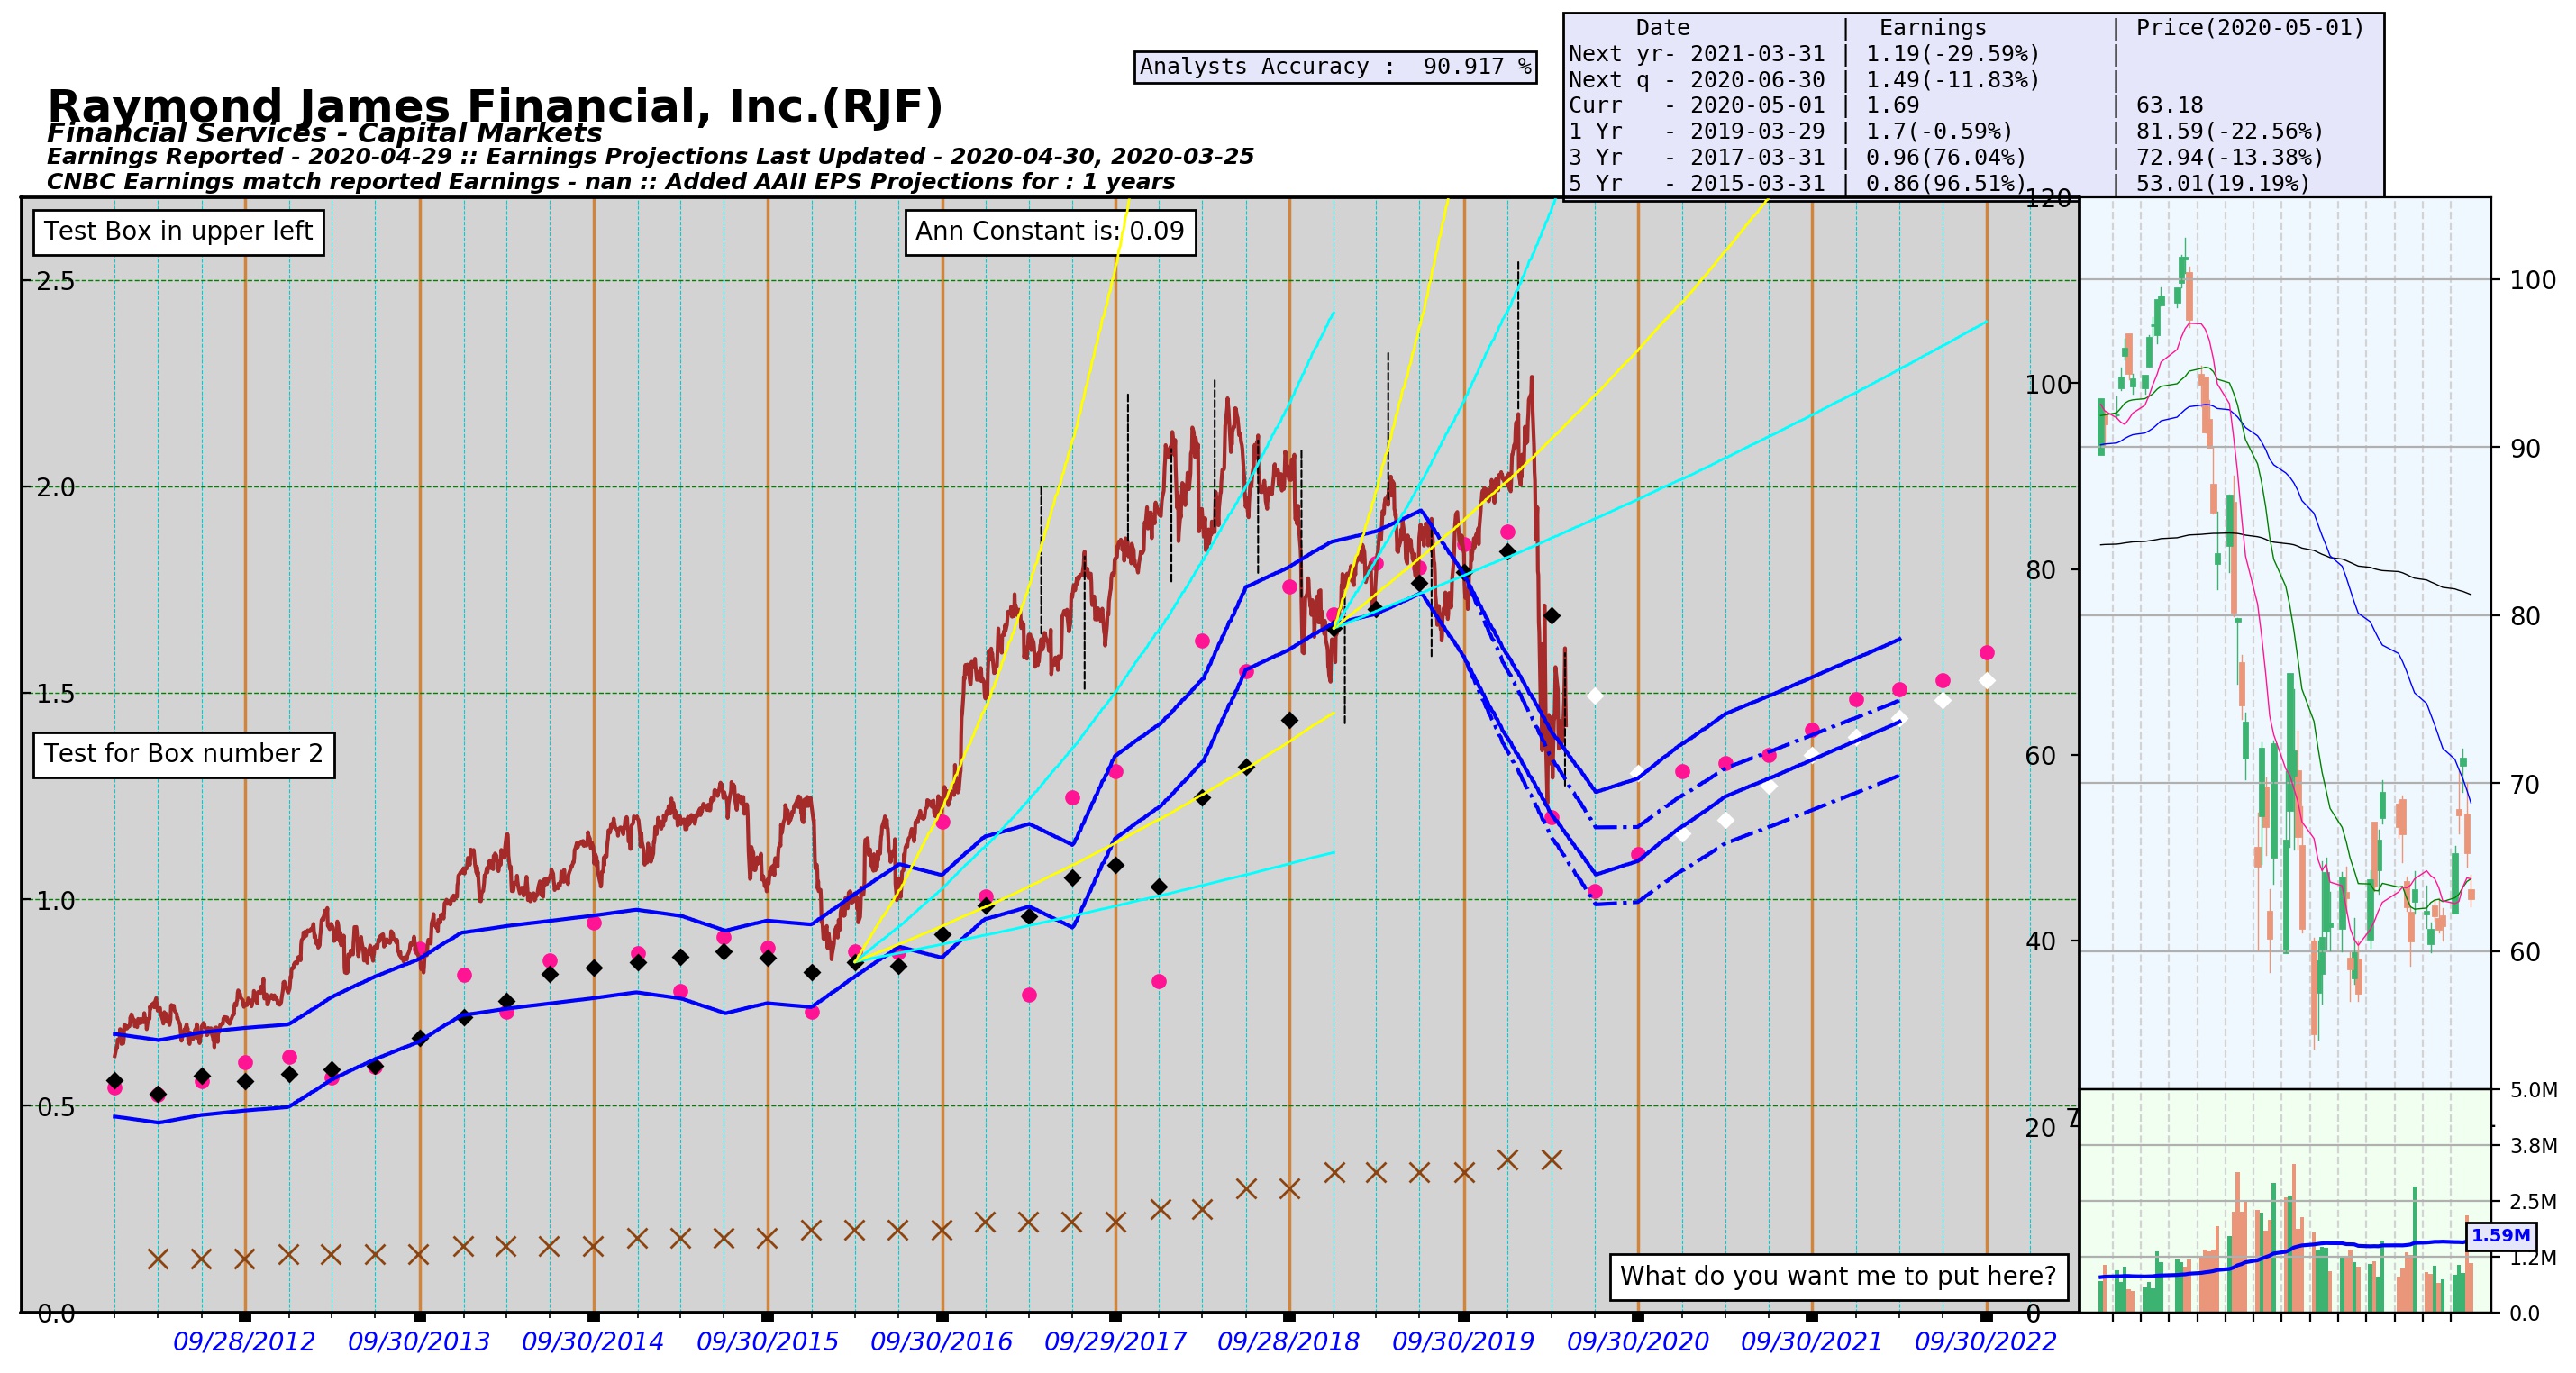 Date | Earnings | Price(2020-05-01)
Next yr- 2021-03-31 | 1.19(-29.59%) |
Next q - 2020-06-30 | 1.49(-11.83%) |
Curr - 2020-05-01 | 1.69 | 63.18
1 Yr - 2019-03-29 | 1.7(-0.59%) | 81.59(-22.56%)
3 Yr - 2017-03-31 | 0.96(76.04%) | 72.94(-13.38%)
5 Yr - 2015-03-31 | 0.86(96.51%) | 53.01(19.19%)
Analysts Accuracy : 90.917 %
Raymond James Financial, Inc.(RJF)
Financial Services - Capital Markets
Earnings Reported - 2020-04-29 :: Earnings Projections Last Updated - 2020-04-30, 2020-03-25
CNBC Earnings match reported Earnings - nan :: Added AAII EPS Projections for : 1 years
Test Box in upper left
Ann Constant is: 0.09
Test for Box number 2
What do you want me to put here?
2.5
2.0
1.5
1.0
0.5
0.0
120
100
80
60
40
20
0
7
100
90
80
70
60
5.0M
3.8M
2.5M
1.59M
1.2M
0.0
09/28/2012 09/30/2013 09/30/2014 09/30/2015 09/30/2016 09/29/2017 09/28/2018 09/30/2019 09/30/2020 09/30/2021 09/30/2022